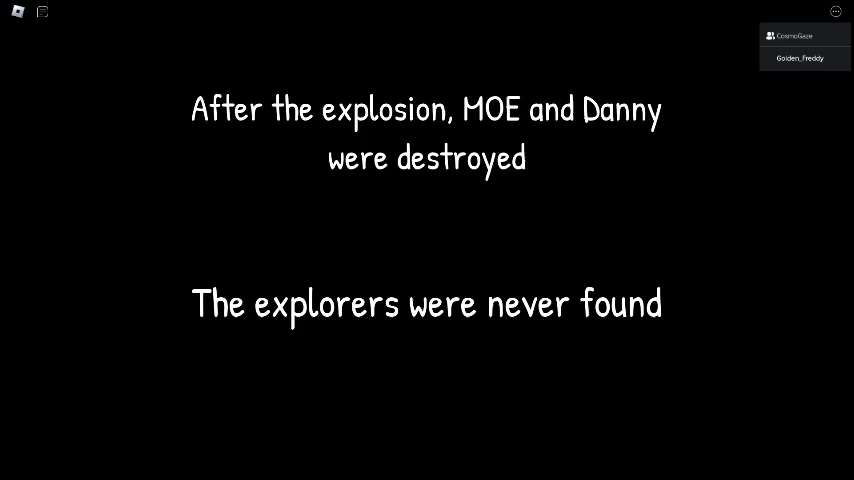 CosmoGaze
Golden_Freddy
After the explosion, MOE and Danny
were destroyed
The explorers were never found